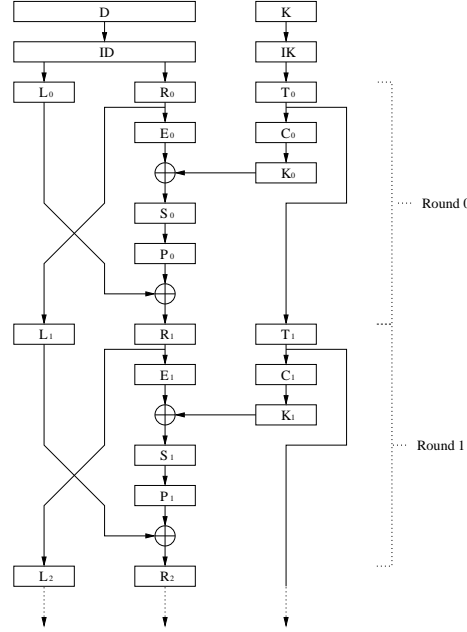 D K
ID IK
L₀ R₀ T₀
E₀ C₀
K₀
S₀ Round 0
P₀
L₁ R₁ T₁
E₁ C₁
K₁
S₁ Round 1
P₁
L₂ R₂